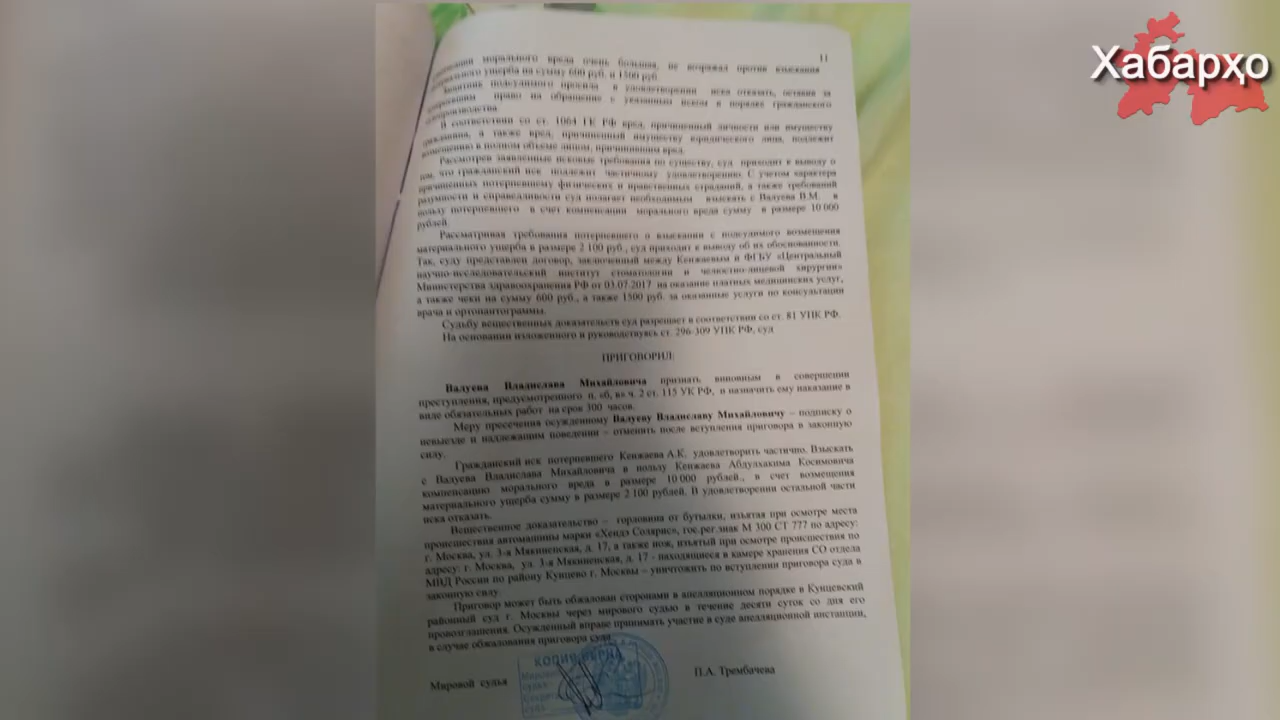 Хабарҳо
11
морального вреда очень большая, не возражал против взыскания
ущерба на сумму 600 руб. и 1500 руб.
Защитник подсудимого просила в удовлетворении иска отказать, оставив за
право на обращение с указанным иском в порядке гражданского
В соответствии со ст. 1064 ГК РФ вред, причиненный личности или имуществу
гражданина, а также вред, причиненный имуществу юридического лица, подлежит
возмещению в полном объеме лицом, причинившим вред.
Рассмотрев заявленные исковые требования по существу, суд приходит к выводу о
том, что гражданский иск подлежит частичному удовлетворению. С учетом характера
причиненных потерпевшему физических и нравственных страданий, а также требований
разумности и справедливости суд полагает необходимым взыскать с Валуева В.М. в
пользу потерпевшего в счет компенсации морального вреда сумму в размере 10 000
рублей.
Рассматривая требования потерпевшего о взыскании с подсудимого возмещения
материального ущерба в размере 2 100 руб., суд приходит к выводу об их обоснованности.
Так, суду представлен договор, заключенный между Кенжаевым и ФГБУ «Центральный
научно-исследовательский институт стоматологии и челюстно-лицевой хирургии»
Министерства здравоохранения РФ от 03.07.2017 на оказание платных медицинских услуг,
а также чеки на сумму 600 руб., а также 1500 руб. за оказанные услуги по консультации
врача и ортопантограммы.
Судьбу вещественных доказательств суд разрешает в соответствии со ст. 81 УПК РФ.
На основании изложенного и руководствуясь ст. 296-309 УПК РФ, суд
ПРИГОВОРИЛ:
Валуева Владислава Михайловича признать виновным в совершении
преступления, предусмотренного п. «б, в» ч. 2 ст. 115 УК РФ, и назначить ему наказание в
виде обязательных работ на срок 300 часов.
Меру пресечения осужденному Валуеву Владиславу Михайловичу – подписку о
невыезде и надлежащем поведении – отменить после вступления приговора в законную
силу.
Гражданский иск потерпевшего Кенжаева А.К. удовлетворить частично. Взыскать
с Валуева Владислава Михайловича в пользу Кенжаева Абдулхакима Косимовича
компенсацию морального вреда в размере 10 000 рублей., в счет возмещения
материального ущерба сумму в размере 2 100 рублей. В удовлетворении остальной части
иска отказать.
Вещественное доказательство – горловина от бутылки, изъятая при осмотре места
происшествия автомашины марки «Хендэ Солярис», гос.рег.знак М 300 СТ 777 по адресу:
г. Москва, ул. 3-я Мякининская, д. 17, а также нож, изъятый при осмотре происшествия по
адресу: г. Москва, ул. 3-я Мякининская, д. 17 - находящиеся в камере хранения СО отдела
МВД России по району Кунцево г. Москвы – уничтожить по вступлении приговора суда в
законную силу.
Приговор может быть обжалован сторонами в апелляционном порядке в Кунцевский
районный суд г. Москвы через мирового судью в течение десяти суток со дня его
провозглашения. Осужденный вправе принимать участие в суде апелляционной инстанции,
в случае обжалования приговора суда.
КОПИЯ ВЕРНА
Мировой судья
П.А. Трембачева